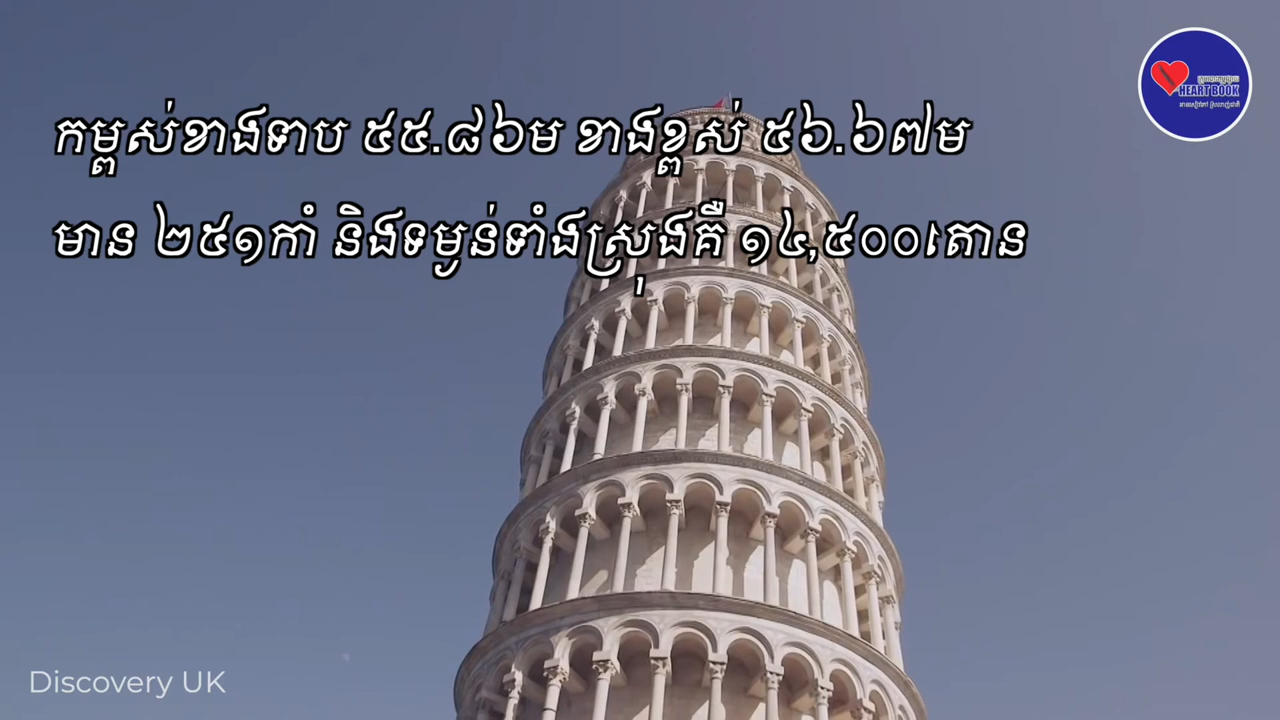 កម្ពស់ខាងទាប ៥៥.៨៦ម ខាងខ្ពស់ ៥៦.៦៧ម
មាន ២៥១កាំ និងទម្ងន់ទាំងស្រុងគឺ ១៤,៥០០តោន
HEART BOOK
Discovery UK